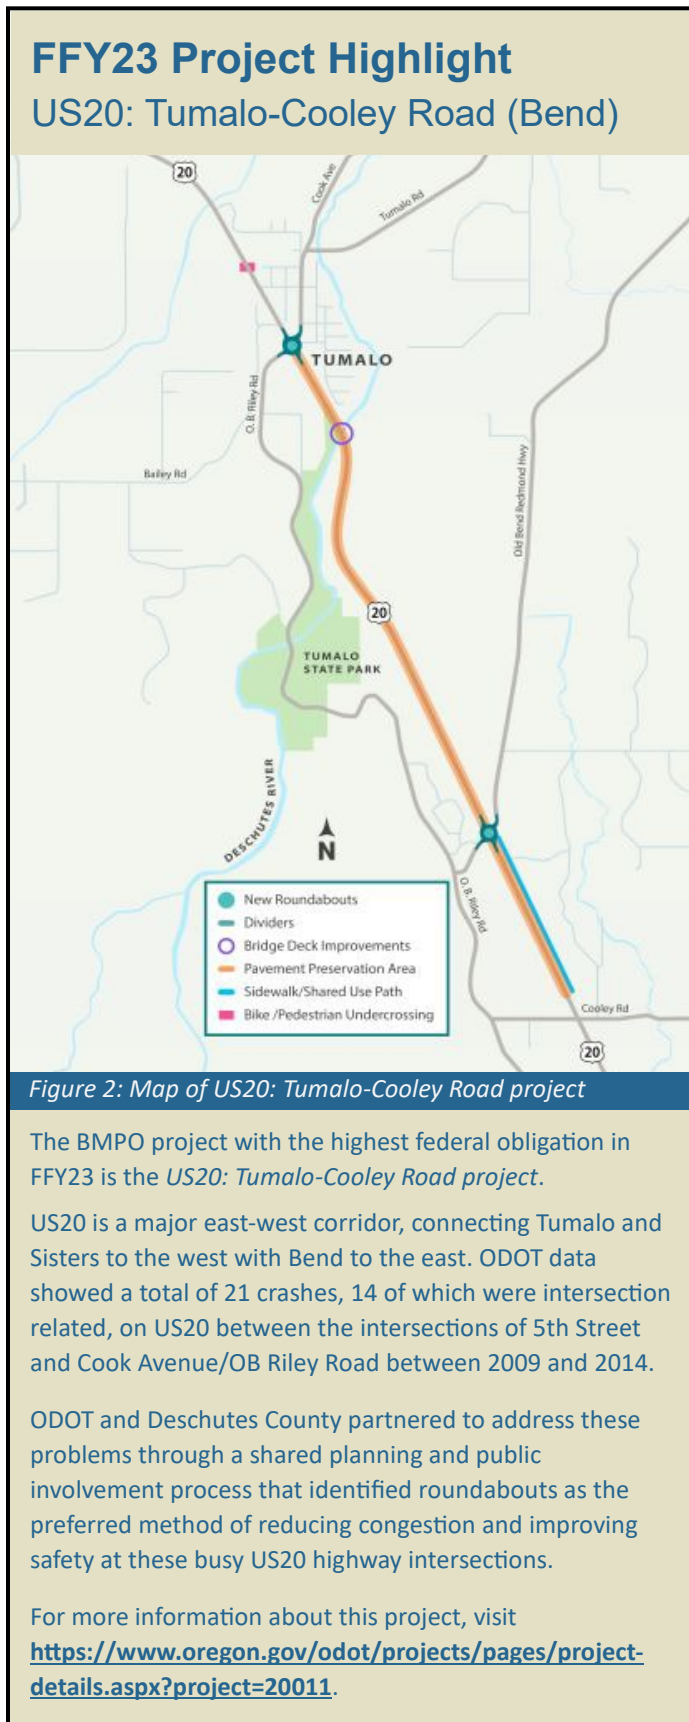 FFY23 Project Highlight
US20: Tumalo-Cooley Road (Bend)
20
Cook Ave
Tumalo Rd
TUMALO
O. B. Riley Rd
Bailey Rd
Old Bend Redmond Hwy
20
TUMALO
STATE PARK
DESCHUTES RIVER
N
O. B. Riley Rd
New Roundabouts
Dividers
Bridge Deck Improvements
Pavement Preservation Area
Sidewalk/Shared Use Path
Bike /Pedestrian Undercrossing
Cooley Rd
20
Figure 2: Map of US20: Tumalo-Cooley Road project
The BMPO project with the highest federal obligation in
FFY23 is the US20: Tumalo-Cooley Road project.
US20 is a major east-west corridor, connecting Tumalo and
Sisters to the west with Bend to the east. ODOT data
showed a total of 21 crashes, 14 of which were intersection
related, on US20 between the intersections of 5th Street
and Cook Avenue/OB Riley Road between 2009 and 2014.
ODOT and Deschutes County partnered to address these
problems through a shared planning and public
involvement process that identified roundabouts as the
preferred method of reducing congestion and improving
safety at these busy US20 highway intersections.
For more information about this project, visit
https://www.oregon.gov/odot/projects/pages/project-
details.aspx?project=20011.